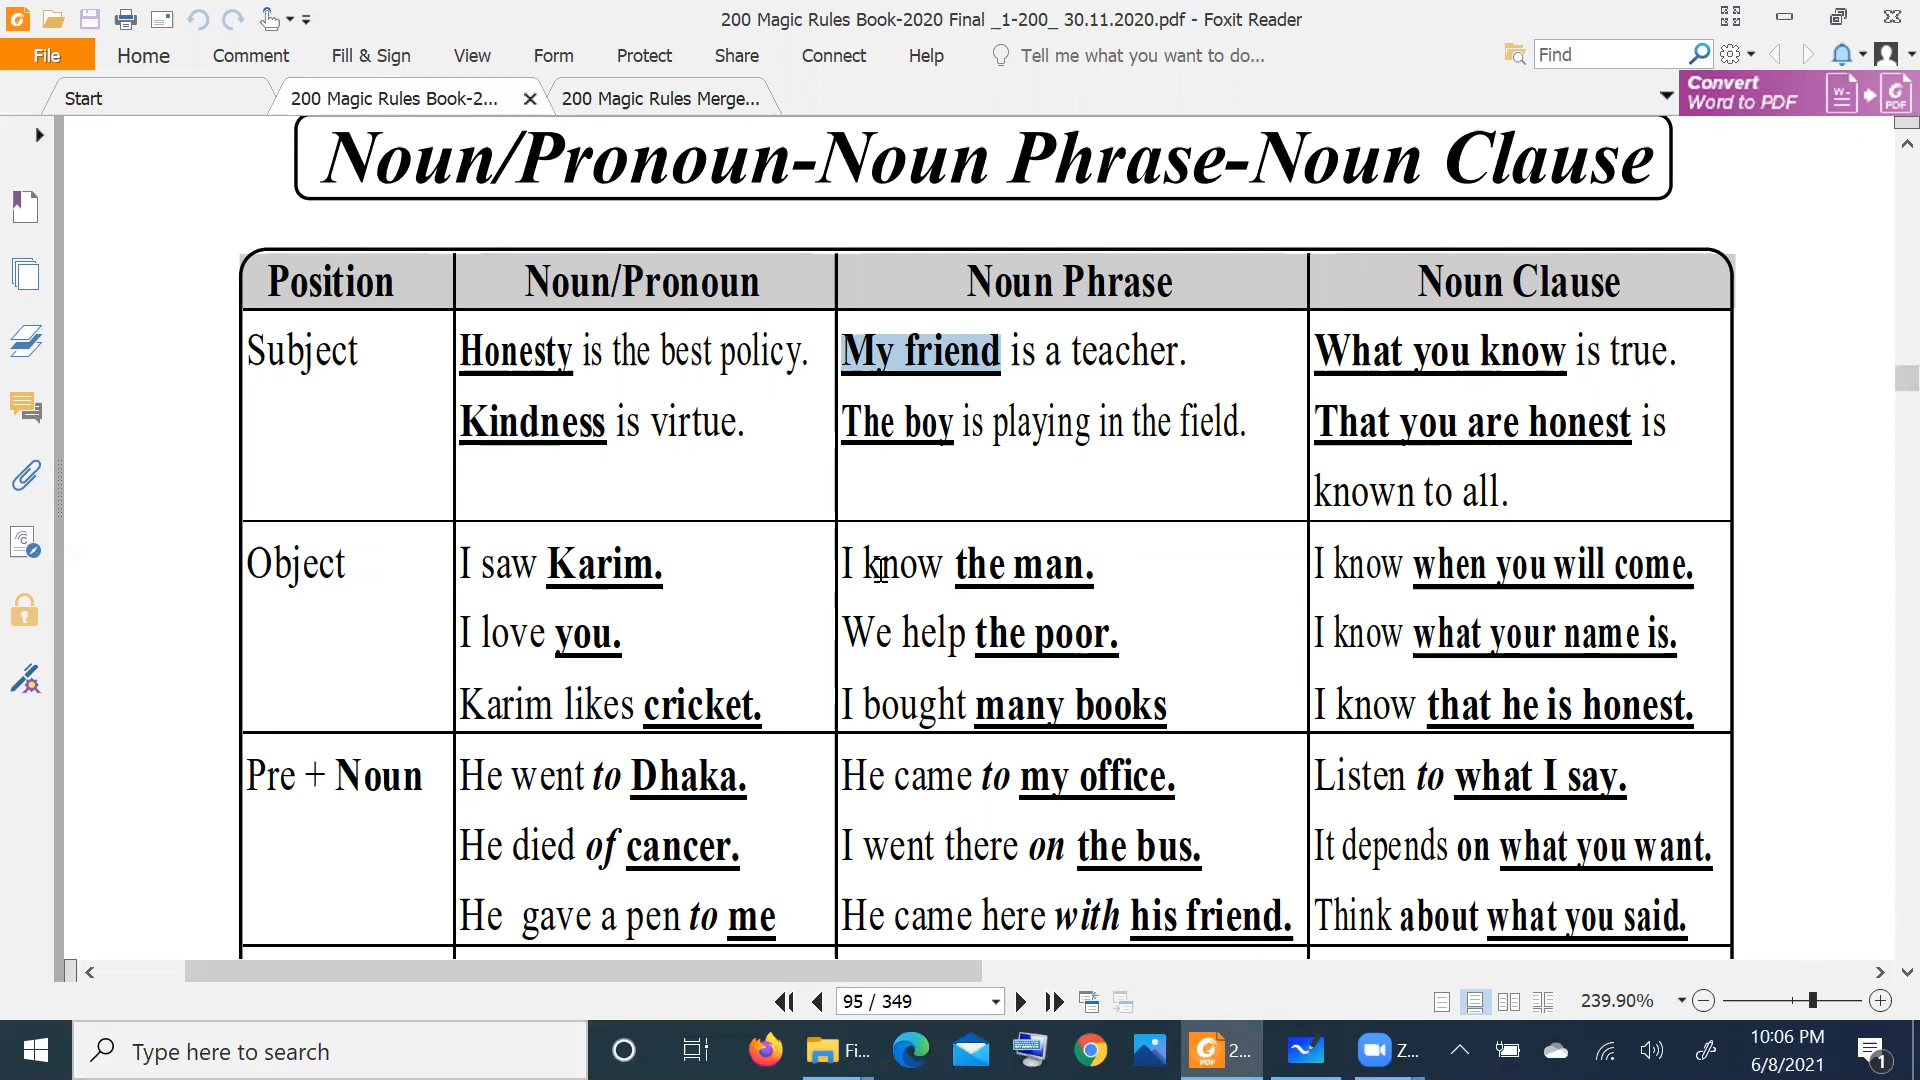 200 Magic Rules Book-2020 Final _1-200_ 30.11.2020.pdf - Foxit Reader
File Home Comment Fill & Sign View Form Protect Share Connect Help Tell me what you want to do... Find
Start 200 Magic Rules Book-2... 200 Magic Rules Merge... Convert
Word to PDF
Noun/Pronoun-Noun Phrase-Noun Clause
Position Noun/Pronoun Noun Phrase Noun Clause
Subject Honesty is the best policy. My friend is a teacher. What you know is true.
Kindness is virtue. The boy is playing in the field. That you are honest is
known to all.
Object I saw Karim. I know the man. I know when you will come.
I love you. We help the poor. I know what your name is.
Karim likes cricket. I bought many books I know that he is honest.
Pre + Noun He went to Dhaka. He came to my office. Listen to what I say.
He died of cancer. I went there on the bus. It depends on what you want.
He gave a pen to me He came here with his friend. Think about what you said.
95 / 349 239.90%
Type here to search Fi... 2... Z... 10:06 PM
6/8/2021 1